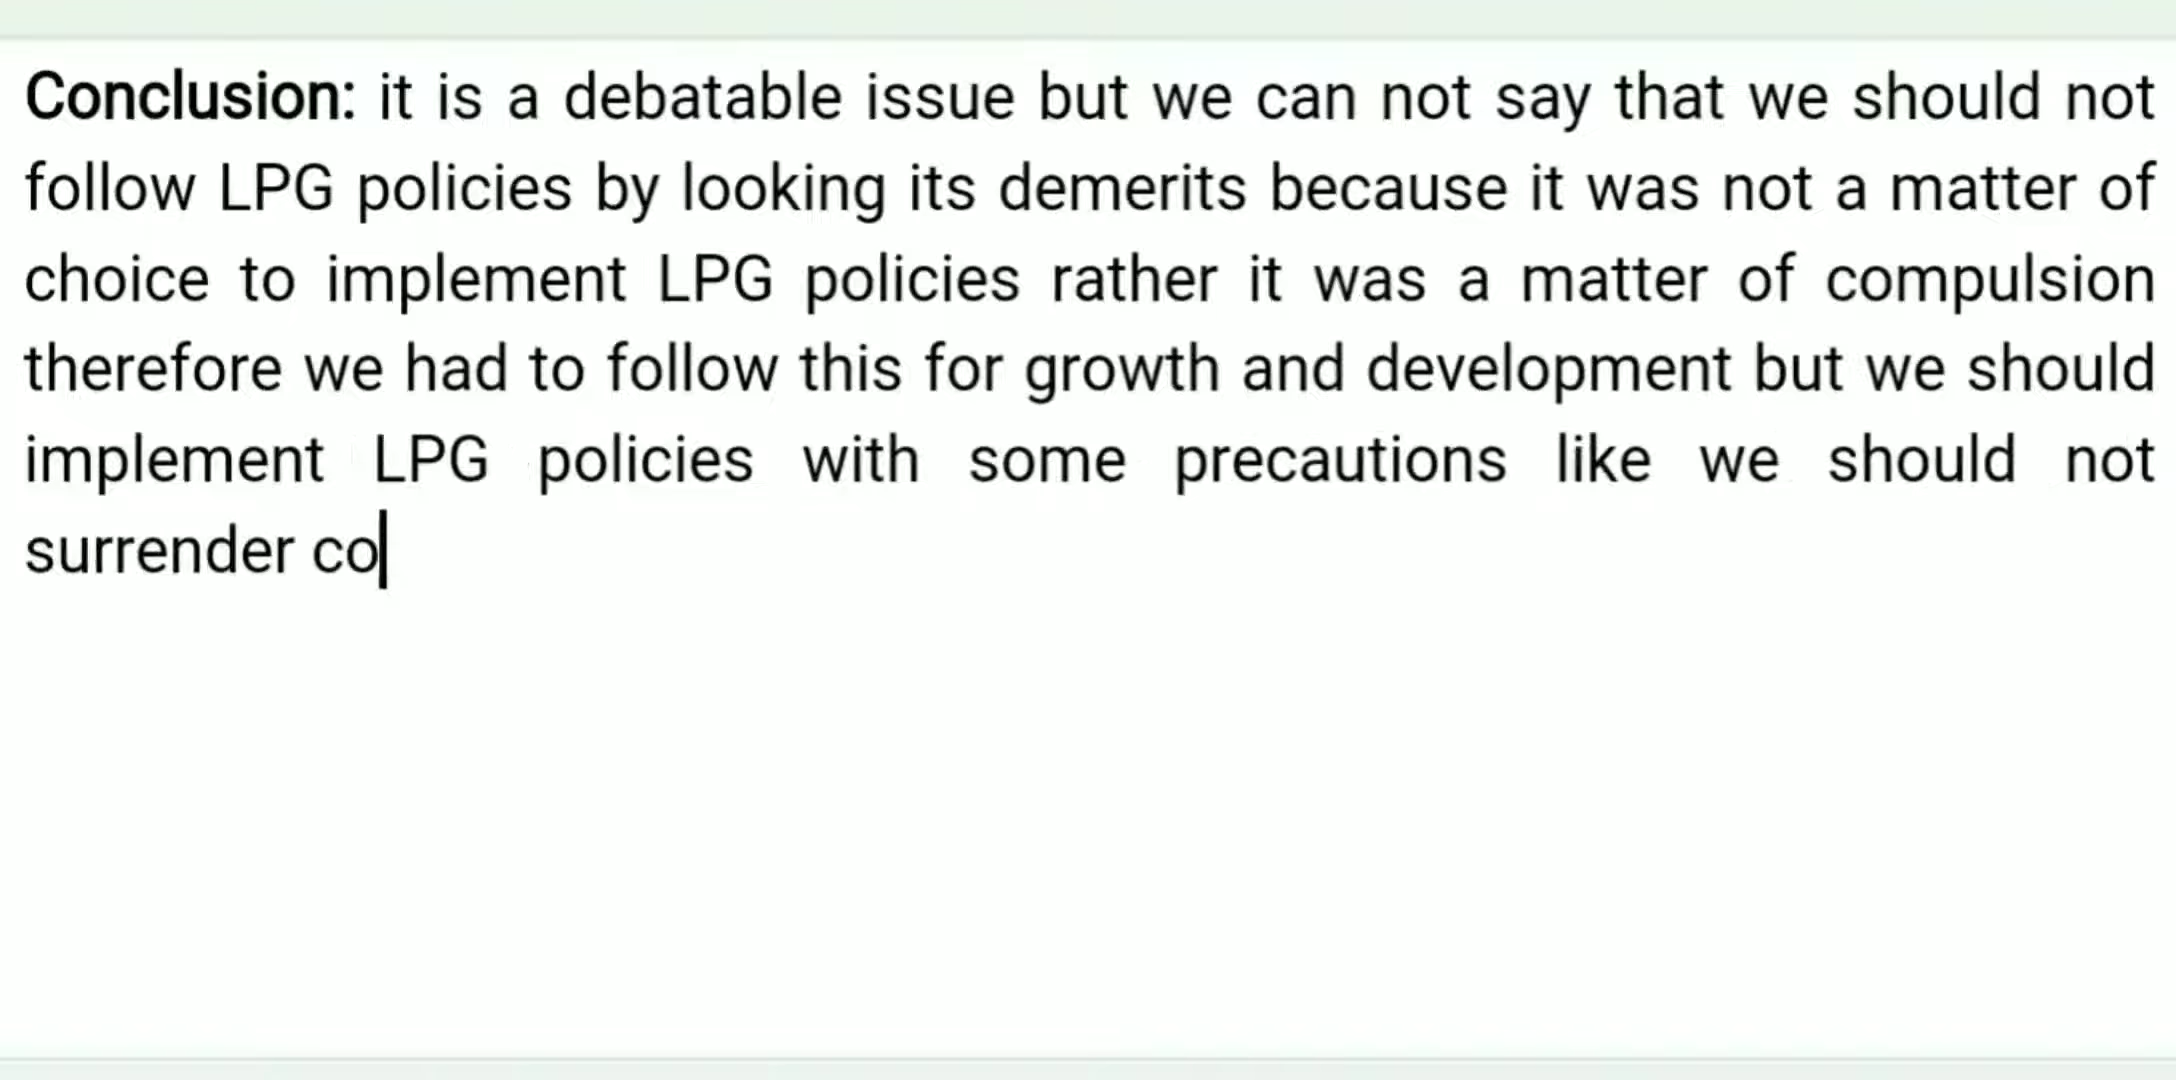 Conclusion: it is a debatable issue but we can not say that we should not
follow LPG policies by looking its demerits because it was not a matter of
choice to implement LPG policies rather it was a matter of compulsion
therefore we had to follow this for growth and development but we should
implement LPG policies with some precautions like we should not
surrender co